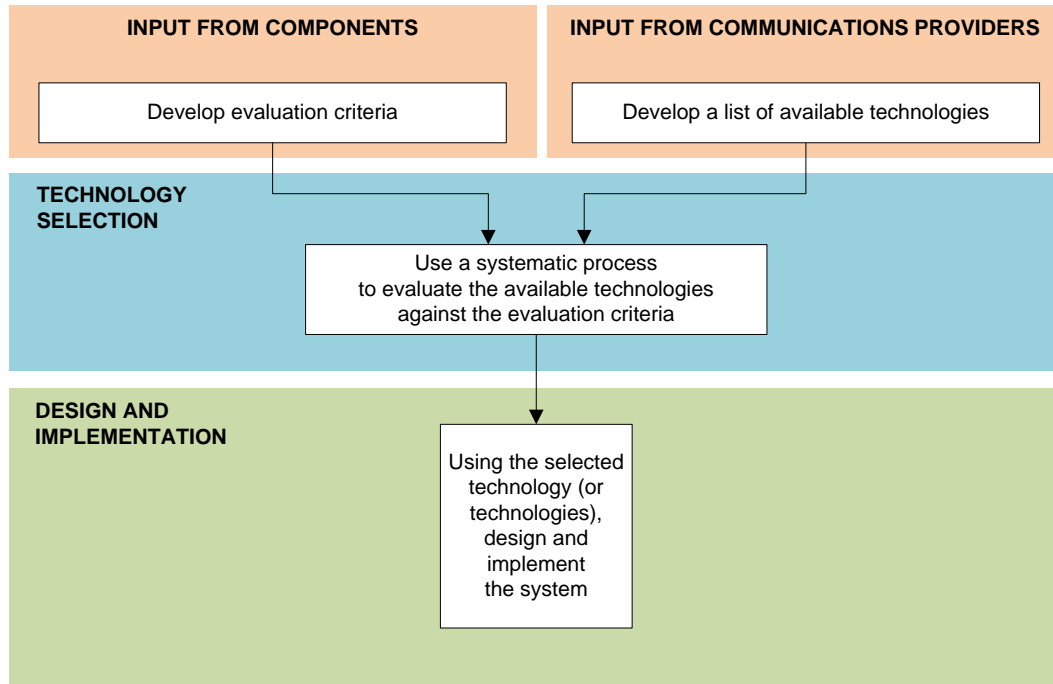 INPUT FROM COMPONENTS
INPUT FROM COMMUNICATIONS PROVIDERS
Develop evaluation criteria
Develop a list of available technologies
TECHNOLOGY
SELECTION
Use a systematic process
to evaluate the available technologies
against the evaluation criteria
DESIGN AND
IMPLEMENTATION
Using the selected
technology (or
technologies),
design and
implement
the system